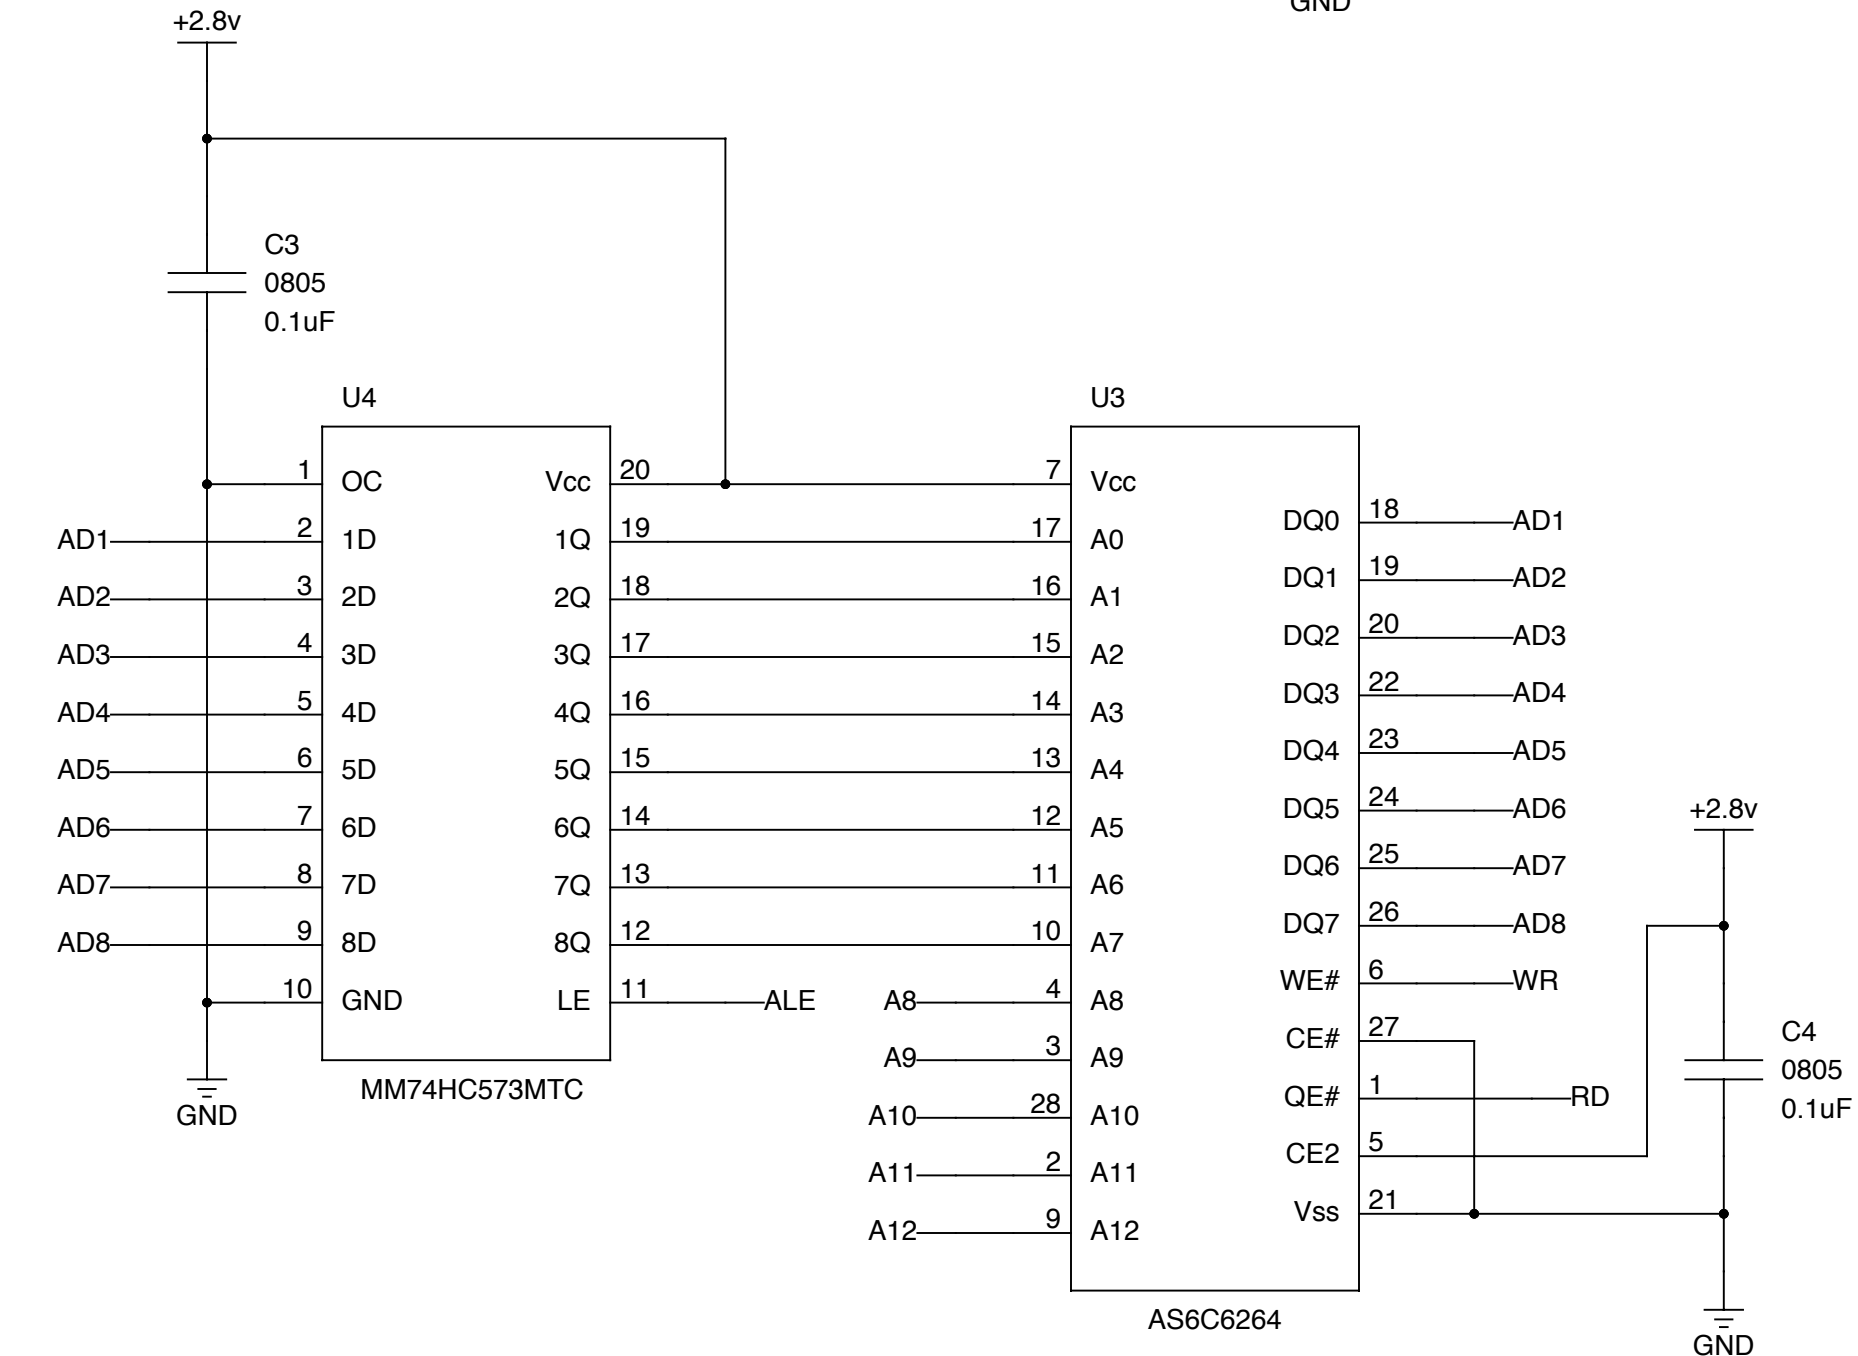 GND
+2.8v
C3
0805
0.1uF
U4
1 OC Vcc 20
AD1 2 1D 1Q 19
AD2 3 2D 2Q 18
AD3 4 3D 3Q 17
AD4 5 4D 4Q 16
AD5 6 5D 5Q 15
AD6 7 6D 6Q 14
AD7 8 7D 7Q 13
AD8 9 8D 8Q 12
10 GND LE 11 ALE
MM74HC573MTC
GND
U3
7 Vcc
17 A0
16 A1
15 A2
14 A3
13 A4
12 A5
11 A6
10 A7
A8 4 A8
A9 3 A9
A10 28 A10
A11 2 A11
A12 9 A12
DQ0 18 AD1
DQ1 19 AD2
DQ2 20 AD3
DQ3 22 AD4
DQ4 23 AD5
DQ5 24 AD6
DQ6 25 AD7
DQ7 26 AD8
WE# 6 WR
CE# 27
QE# 1 RD
CE2 5
Vss 21
AS6C6264
+2.8v
C4
0805
0.1uF
GND